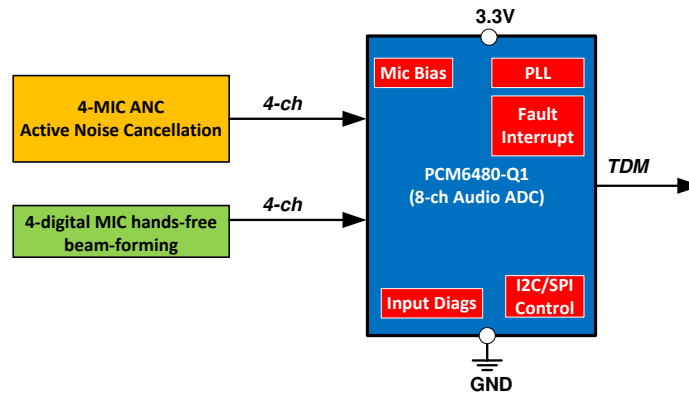 3.3V
Mic Bias
PLL
4-MIC ANC
Active Noise Cancellation
4-ch
Fault
Interrupt
PCM6480-Q1
(8-ch Audio ADC)
TDM
4-digital MIC hands-free
beam-forming
4-ch
Input Diags
I2C/SPI
Control
GND